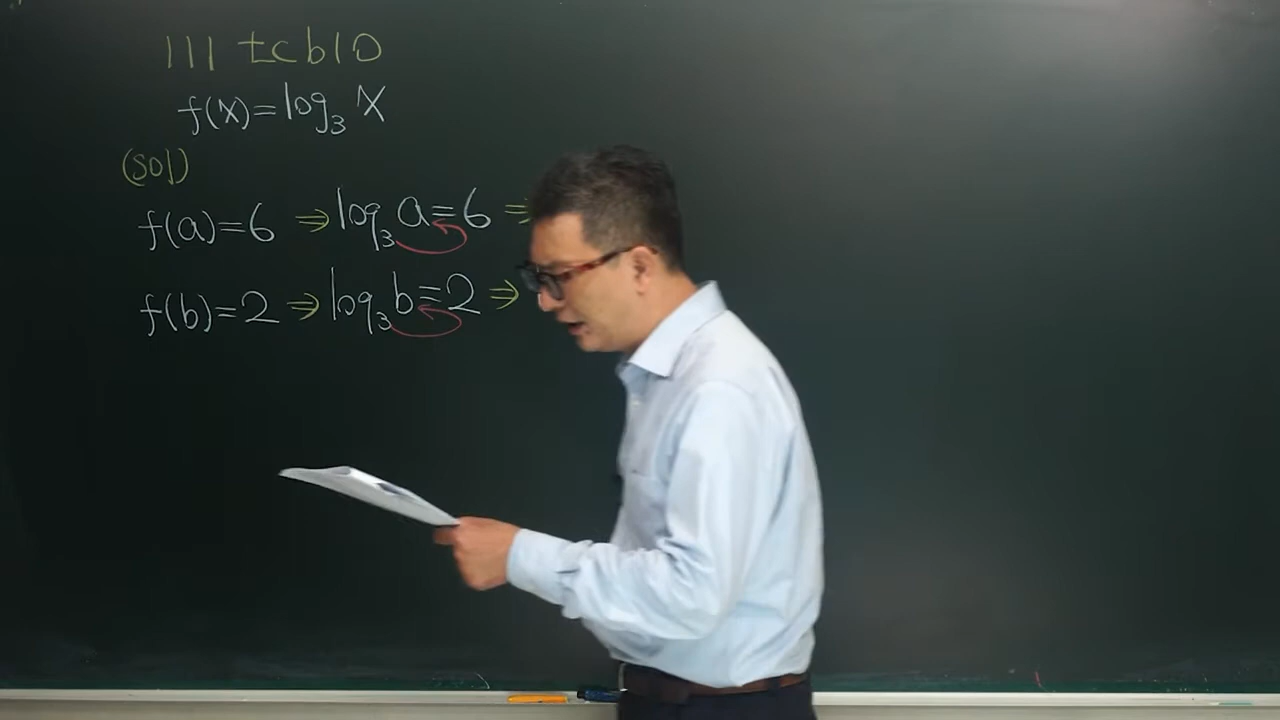 111 tcb10
f(x)=log₃ x
(sol)
f(a)=6 ⇒ log₃ a=6 ⇒
f(b)=2 ⇒ log₃ b=2 ⇒